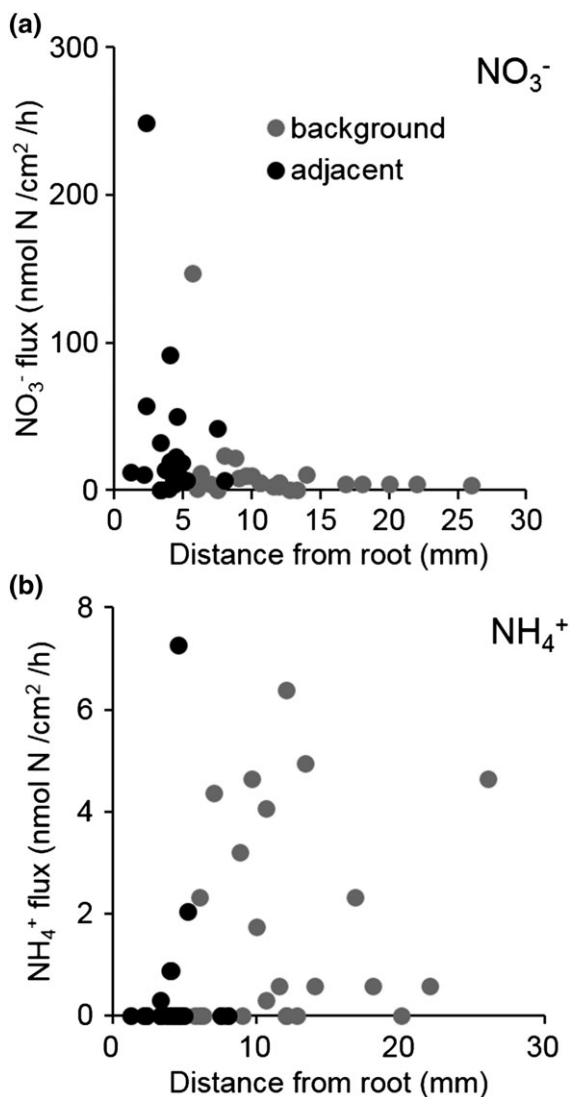 (a)
NO₃⁻
background
adjacent
NO₃⁻ flux (nmol N /cm² /h)
300
200
100
0
0 5 10 15 20 25 30
Distance from root (mm)
(b)
NH₄⁺
NH₄⁺ flux (nmol N /cm² /h)
8
6
4
2
0
0 10 20 30
Distance from root (mm)